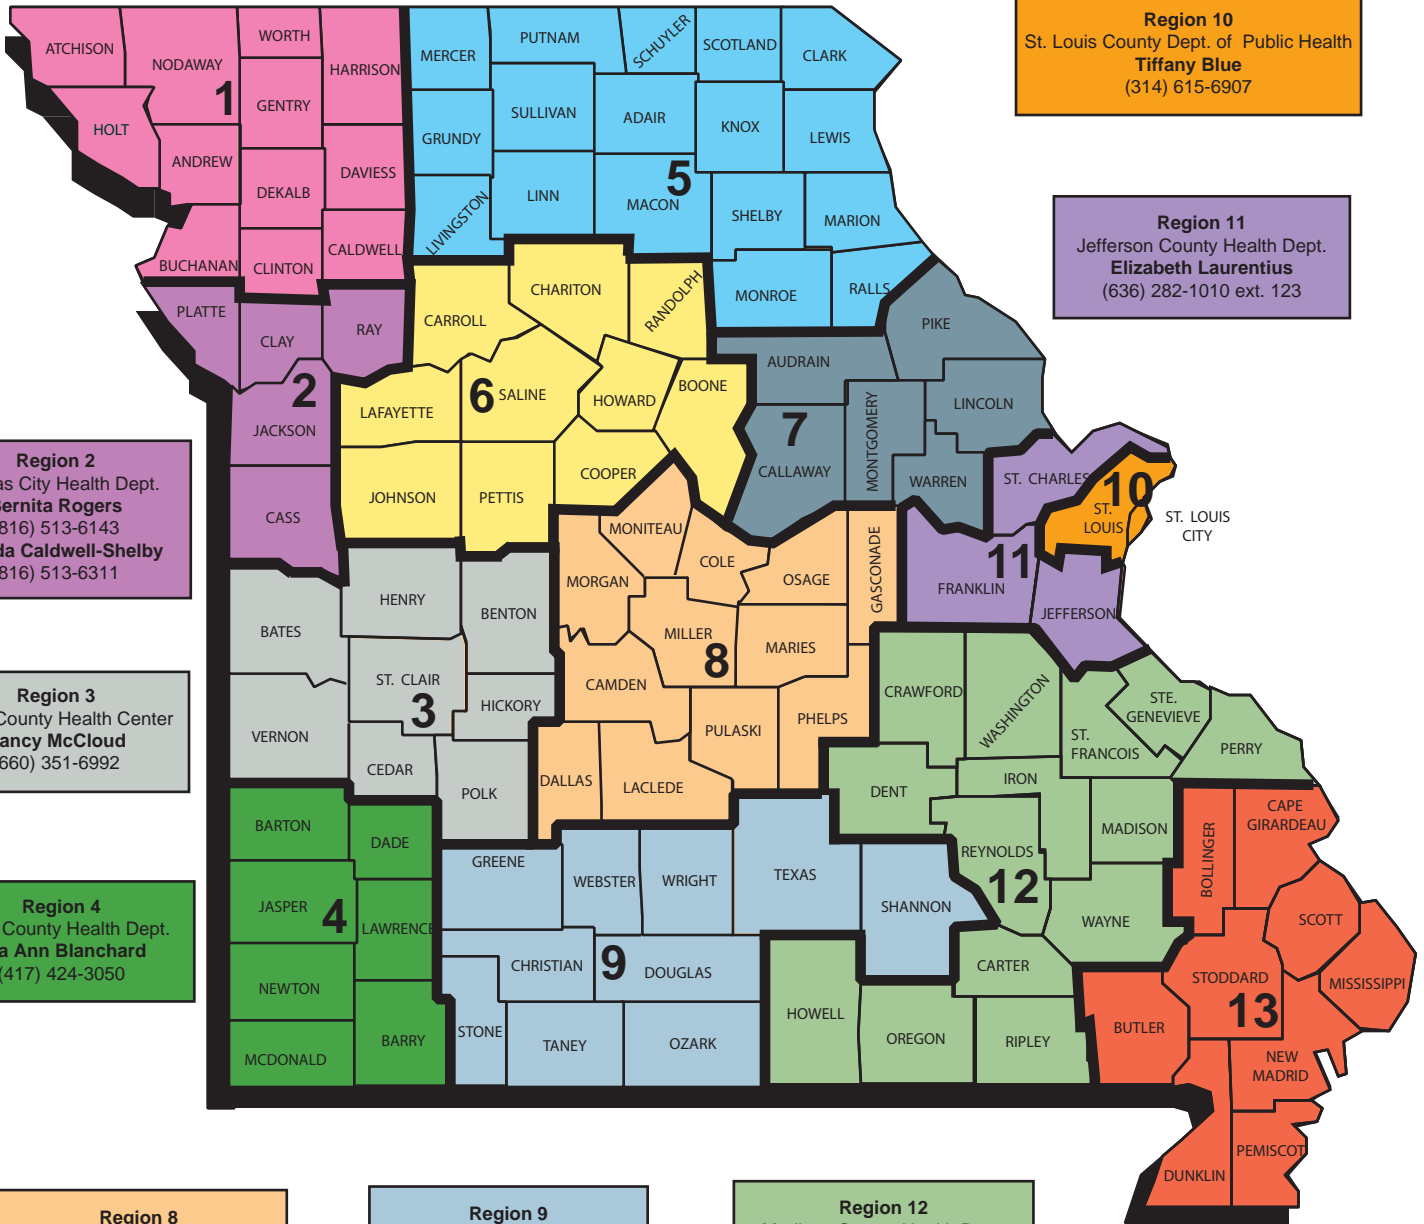 Region 10
St. Louis County Dept. of Public Health
Tiffany Blue
(314) 615-6907
Region 11
Jefferson County Health Dept.
Elizabeth Laurentius
(636) 282-1010 ext. 123
Region 2
City Health Dept.
Rogers
816) 513-6143
Caldwell-Shelby
816) 513-6311
Region 3
County Health Center
McCloud
660) 351-6992
Region 4
County Health Dept.
Ann Blanchard
(417) 424-3050
Region 8
Region 9
Region 12
1
ATCHISON
NODAWAY
WORTH
HARRISON
GENTRY
HOLT
ANDREW
DEKALB
DAVIESS
BUCHANAN
CLINTON
CALDWELL
5
MERCER
PUTNAM
SCHUYLER
SCOTLAND
CLARK
GRUNDY
SULLIVAN
ADAIR
KNOX
LEWIS
LIVINGSTON
LINN
MACON
SHELBY
MARION
MONROE
RALLS
2
PLATTE
CLAY
RAY
JACKSON
CASS
6
CARROLL
CHARITON
RANDOLPH
LAFAYETTE
SALINE
HOWARD
BOONE
JOHNSON
PETTIS
COOPER
7
PIKE
AUDRAIN
LINCOLN
CALLAWAY
MONTGOMERY
WARREN
10
ST.
LOUIS
ST. LOUIS
CITY
11
ST. CHARLES
FRANKLIN
JEFFERSON
3
HENRY
BENTON
BATES
ST. CLAIR
HICKORY
VERNON
CEDAR
POLK
8
MONITEAU
COLE
OSAGE
GASCONADE
MORGAN
MILLER
MARIES
CAMDEN
PULASKI
PHELPS
DALLAS
LACLEDE
4
BARTON
DADE
JASPER
LAWRENCE
NEWTON
BARRY
MCDONALD
9
GREENE
WEBSTER
WRIGHT
TEXAS
SHANNON
CHRISTIAN
DOUGLAS
STONE
TANEY
OZARK
12
CRAWFORD
WASHINGTON
STE.
GENEVIEVE
ST.
FRANCOIS
PERRY
DENT
IRON
MADISON
REYNOLDS
WAYNE
CARTER
HOWELL
OREGON
RIPLEY
13
CAPE
GIRARDEAU
BOLLINGER
SCOTT
STODDARD
MISSISSIPPI
BUTLER
NEW
MADRID
PEMISCOT
DUNKLIN